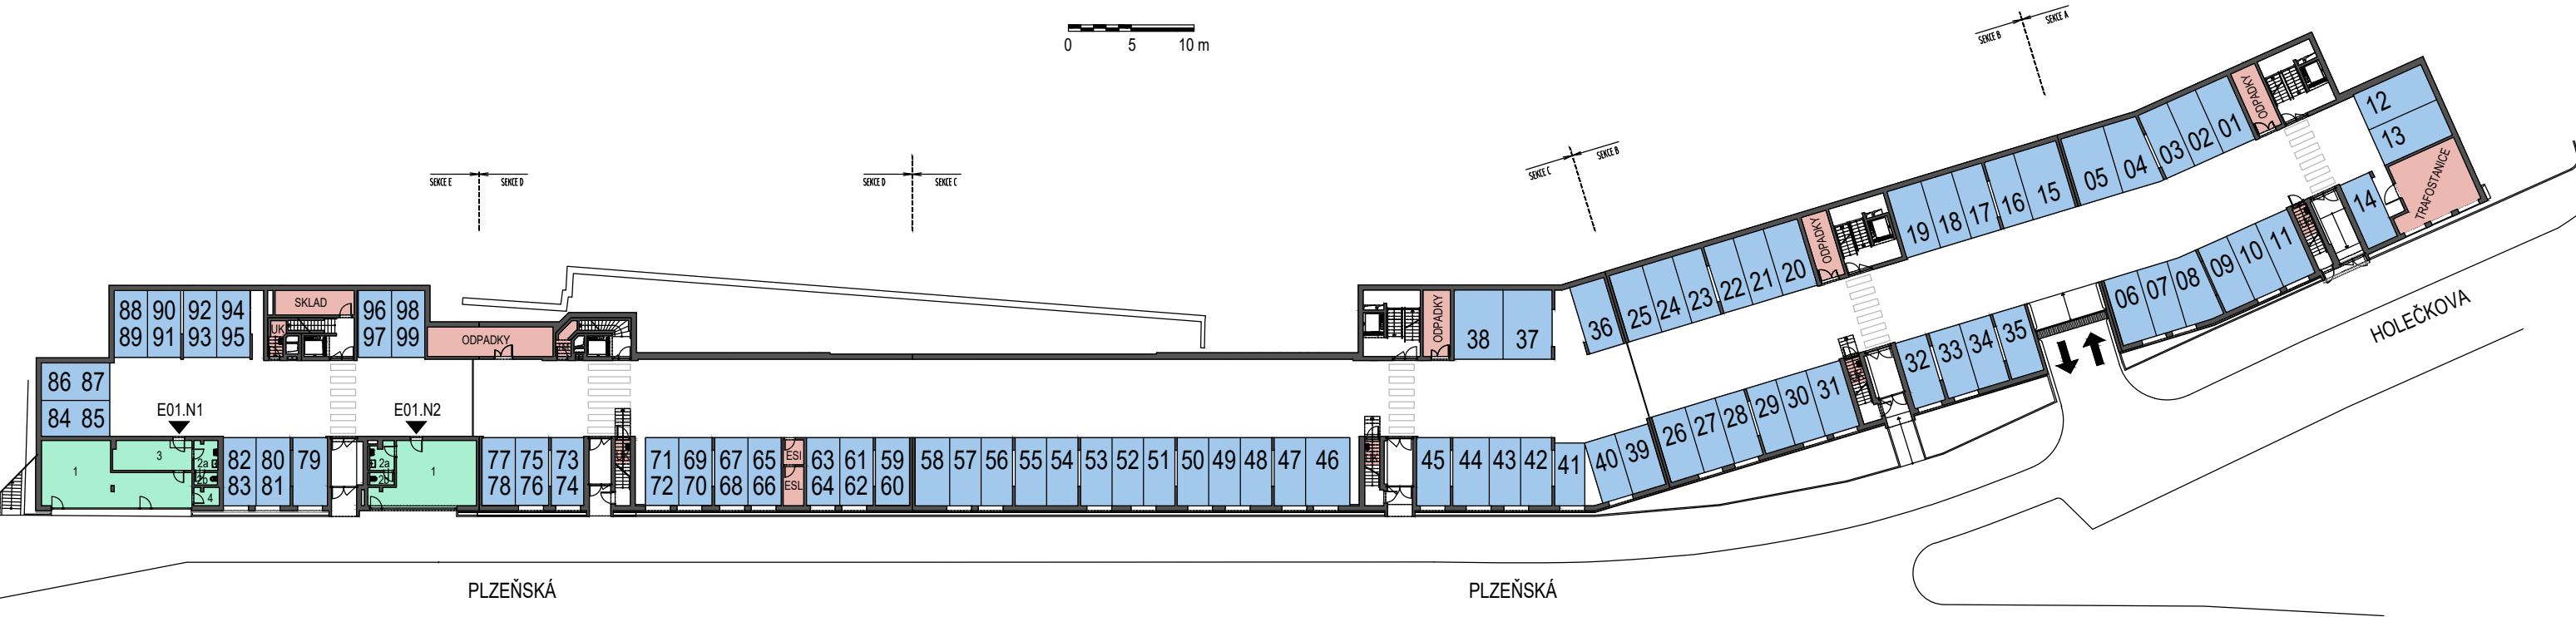 0 5 10 m
SEKCE B SEKCE A
SEKCE C SEKCE B
SEKCE E SEKCE D
SEKCE D SEKCE C
ODPADKY
12
13
TRAFOSTANICE
14
19 18 17 16 15 05 04 03 02 01
ODPADKY
25 24 23 22 21 20
36
06 07 08 09 10 11
HOLEČKOVA
32 33 34 35
26 27 28 29 30 31
40 39
88 90 92 94
89 91 93 95
SKLAD
UK
96 98
97 99
ODPADKY
ODPADKY
38 37
86 87
84 85
E01.N1
E01.N2
1
3
2a
4
82 80 79
83 81
2a
1
77 75 73
78 76 74
71 69 67 65
72 70 68 66
ESI
ESL
63 61 59
64 62 60
58 57 56 55 54 53 52 51 50 49 48 47 46
45 44 43 42 41
PLZEŇSKÁ
PLZEŇSKÁ